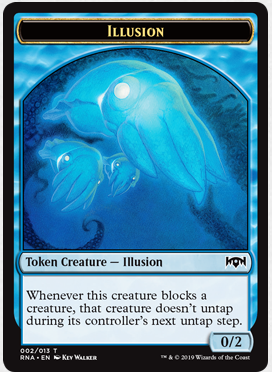 ILLUSION
Token Creature — Illusion
Whenever this creature blocks a
creature, that creature doesn't untap
during its controller's next untap step.
0/2
002/013 T
RNA • EN KEY WALKER
™ & © 2019 Wizards of the Coast